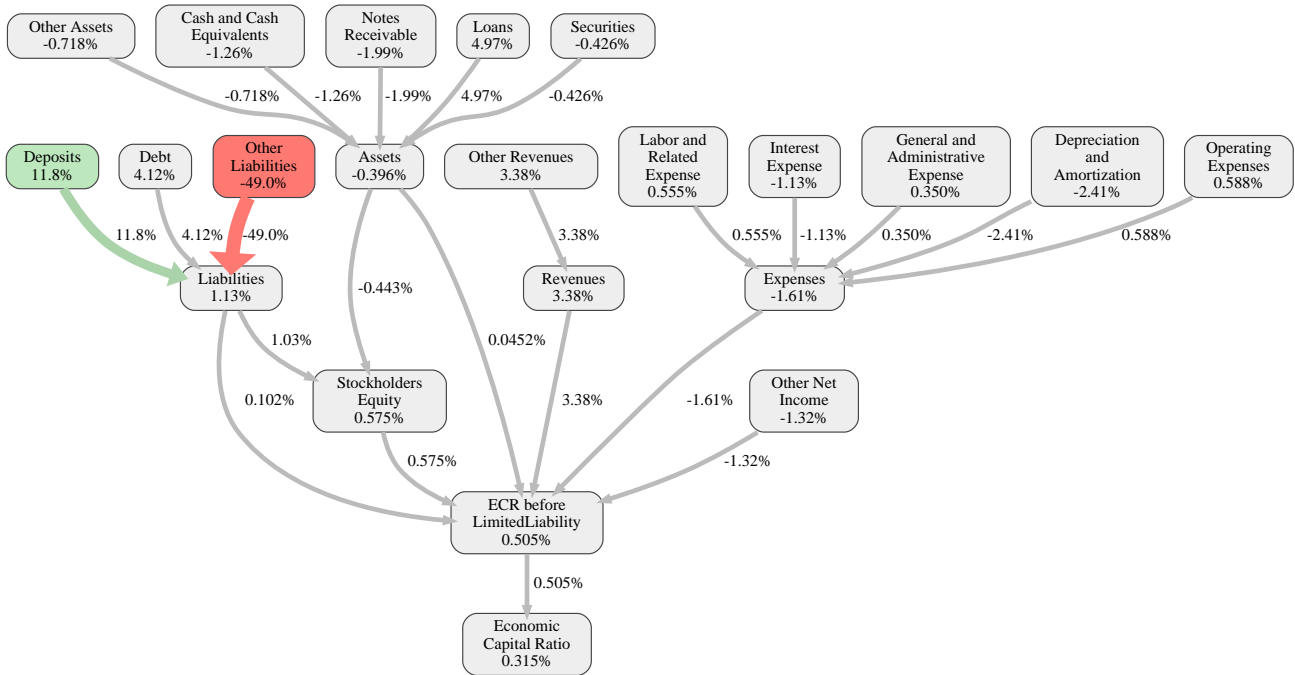 Other Assets
-0.718%
Cash and Cash
Equivalents
-1.26%
Notes
Receivable
-1.99%
Loans
4.97%
Securities
-0.426%
-0.718%
-1.26%
-1.99%
4.97%
-0.426%
Deposits
11.8%
Debt
4.12%
Other
Liabilities
-49.0%
Assets
-0.396%
Other Revenues
3.38%
Labor and
Related
Expense
0.555%
Interest
Expense
-1.13%
General and
Administrative
Expense
0.350%
Depreciation
and
Amortization
-2.41%
Operating
Expenses
0.588%
11.8%
4.12%
-49.0%
3.38%
0.555%
-1.13%
0.350%
-2.41%
0.588%
Liabilities
1.13%
-0.443%
Revenues
3.38%
Expenses
-1.61%
1.03%
0.0452%
Stockholders
Equity
0.575%
Other Net
Income
-1.32%
0.102%
3.38%
-1.61%
0.575%
-1.32%
ECR before
LimitedLiability
0.505%
0.505%
Economic
Capital Ratio
0.315%